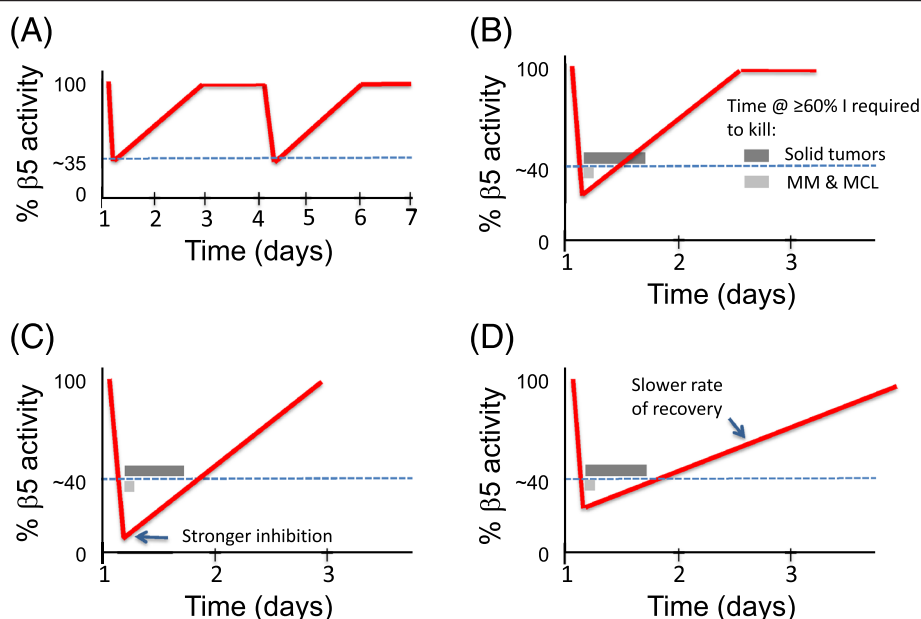 (A)
% β5 activity
100
~35
0
1 2 3 4 5 6 7
Time (days)
(B)
% β5 activity
100
~40
0
1 2 3
Time (days)
Time @ ≥60% I required
to kill:
Solid tumors
MM & MCL
(C)
% β5 activity
100
~40
0
1 2 3
Time (days)
Stronger inhibition
(D)
% β5 activity
100
~40
0
1 2 3
Time (days)
Slower rate
of recovery